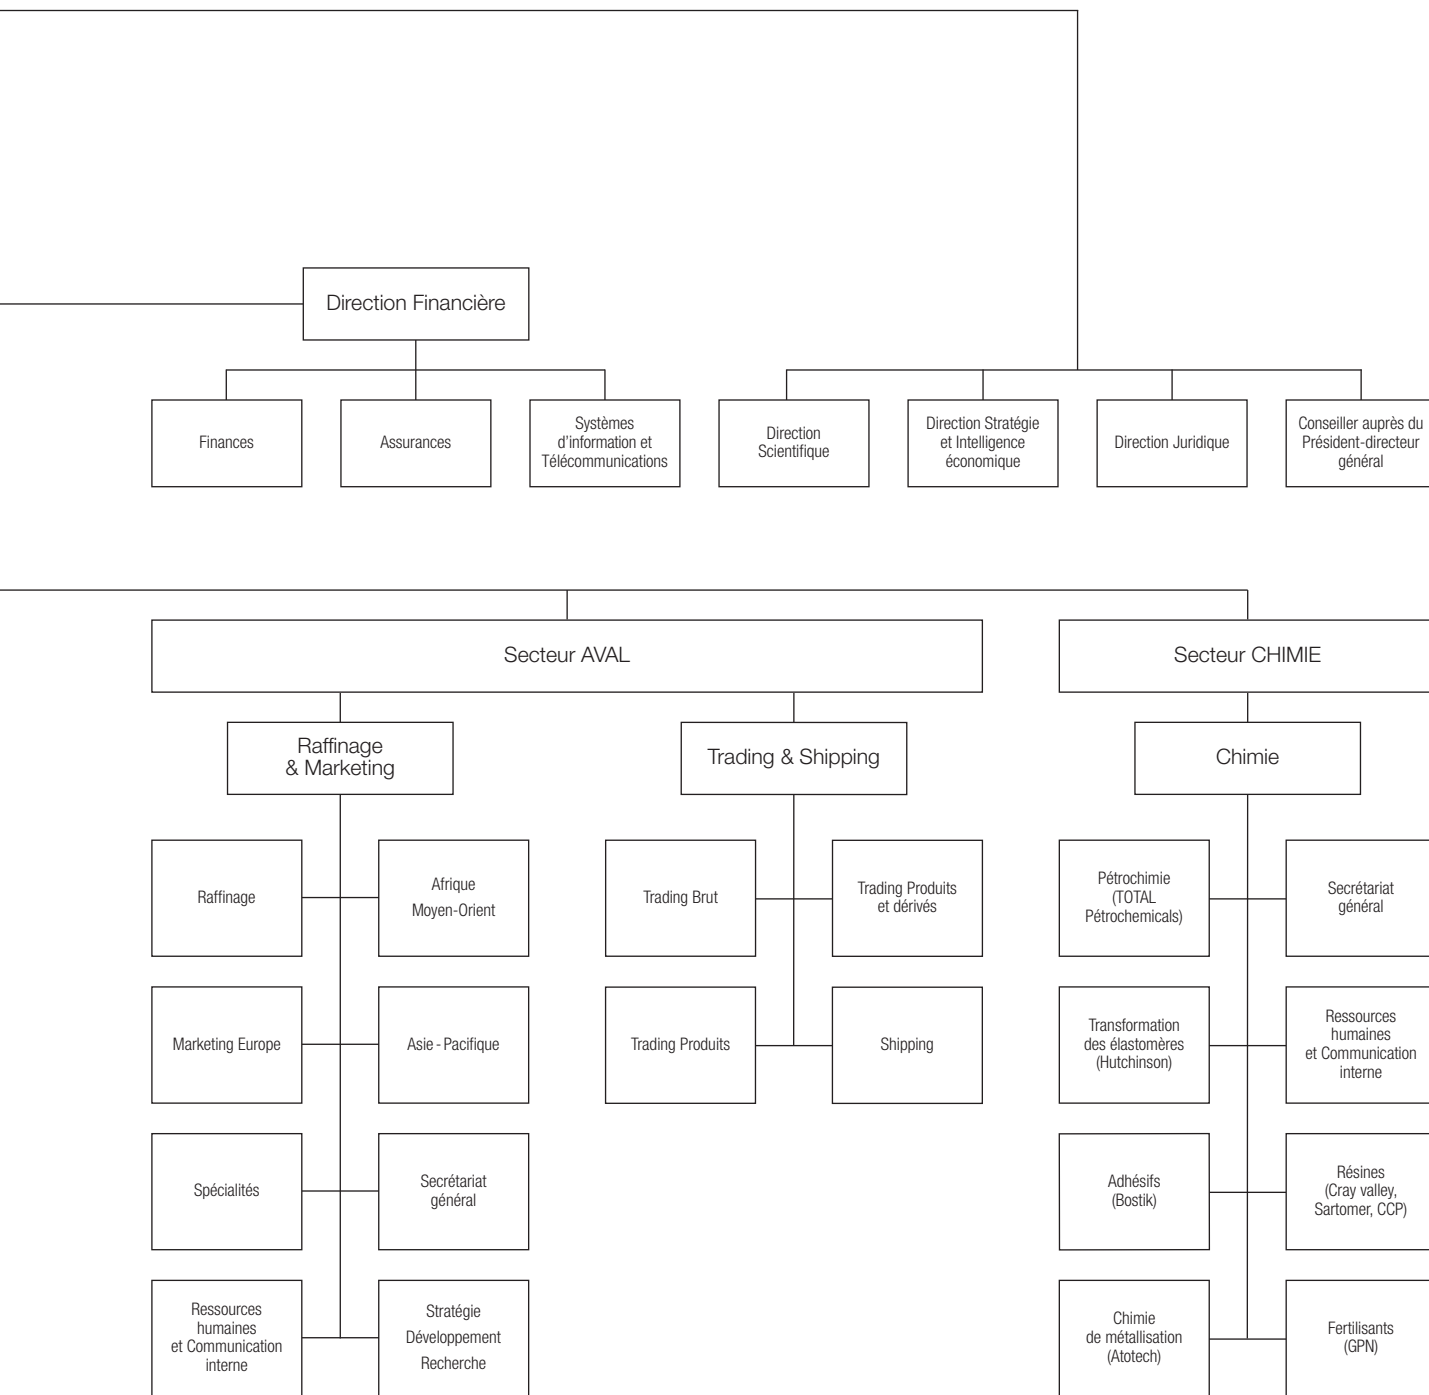 Direction Financière
Finances
Assurances
Systèmes
d'information et
Télécommunications
Direction
Scientifique
Direction Stratégie
et Intelligence
économique
Direction Juridique
Conseiller auprès du
Président-directeur
général
Secteur AVAL
Secteur CHIMIE
Raffinage
& Marketing
Trading & Shipping
Chimie
Raffinage
Afrique
Moyen-Orient
Trading Brut
Trading Produits
et dérivés
Pétrochimie
(TOTAL
Pétrochemicals)
Secrétariat
général
Marketing Europe
Asie - Pacifique
Trading Produits
Shipping
Transformation
des élastomères
(Hutchinson)
Ressources
humaines
et Communication
interne
Spécialités
Secrétariat
général
Adhésifs
(Bostik)
Résines
(Cray valley,
Sartomer, CCP)
Ressources
humaines
et Communication
interne
Stratégie
Développement
Recherche
Chimie
de métallisation
(Atotech)
Fertilisants
(GPN)